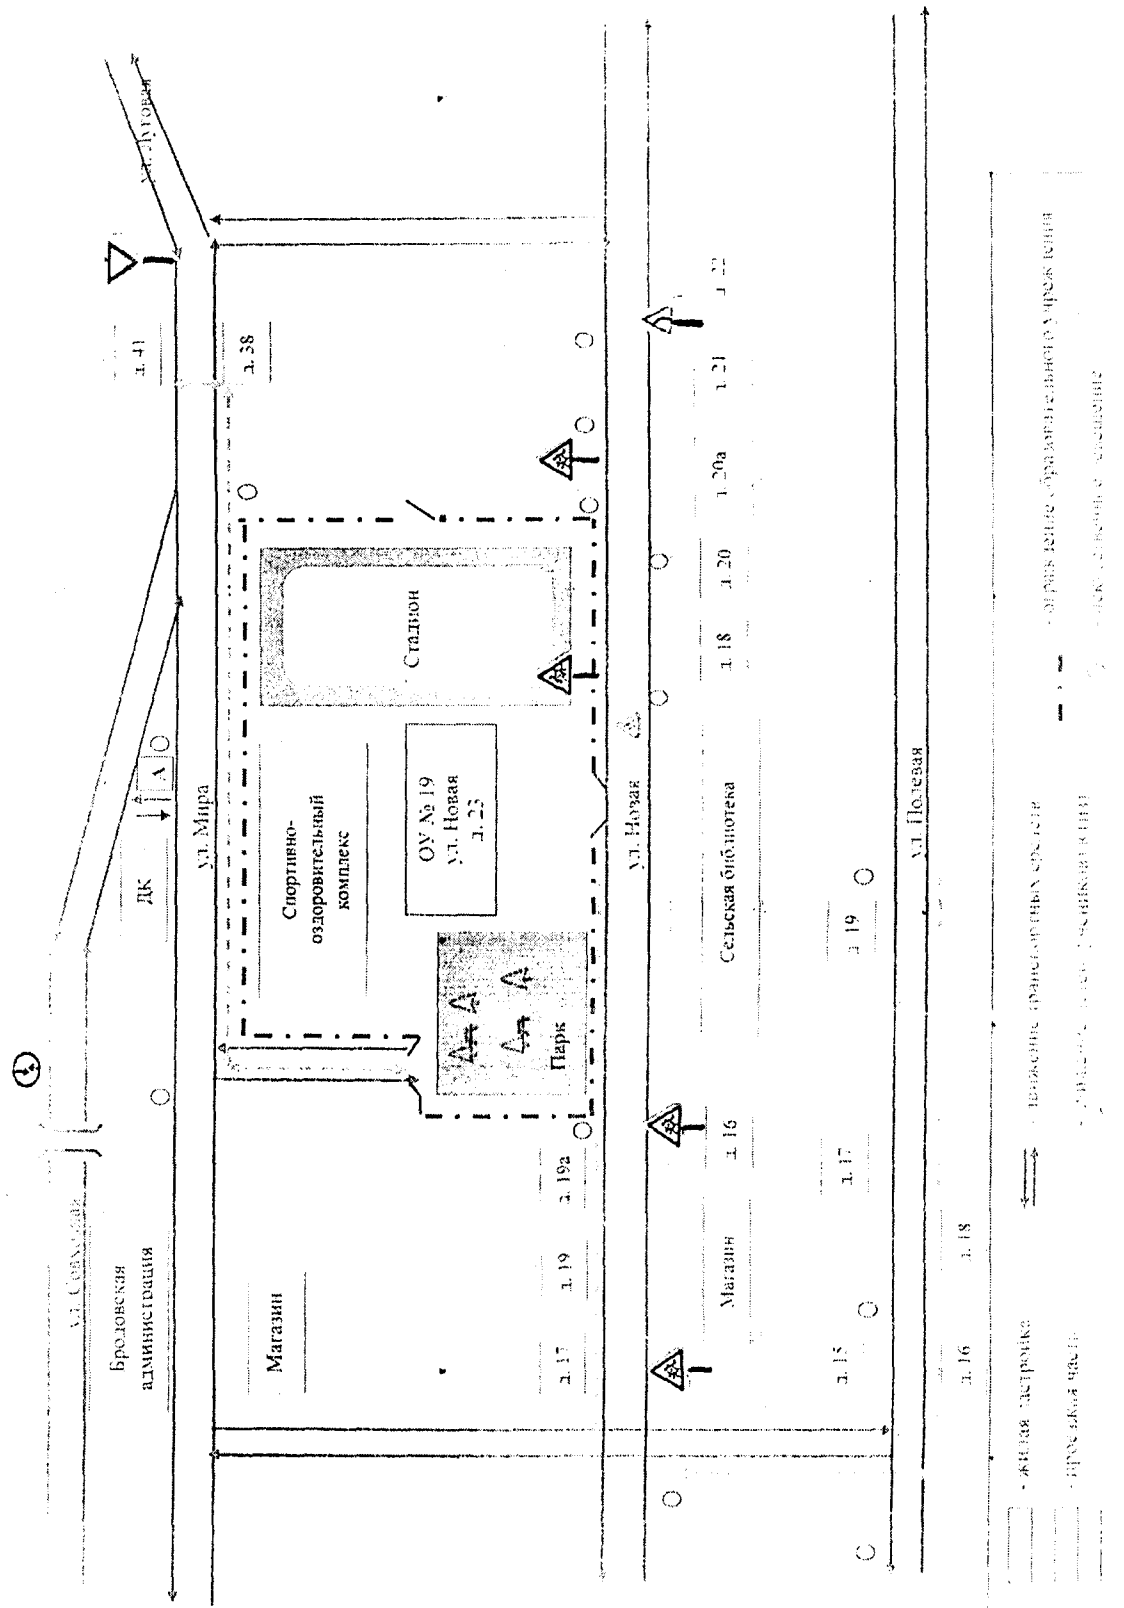 ул. Луговая
д. 41
д. 38
ДК
А
ул. Мира
Бродовская
администрация
Магазин
Спортивно-
оздоровительный
комплекс
Стадион
ОУ № 19
ул. Новая
д. 23
Парк
д. 17
д. 19
д. 19а
ул. Новая
Магазин
д. 16
Сельская библиотека
д. 18
д. 20
д. 20а
д. 21
д. 22
д. 15
д. 17
д. 19
ул. Полевая
д. 16
д. 18
- жилая застройка
- проезжая часть
- движение транспортных средств
- ограждение образовательного учреждения